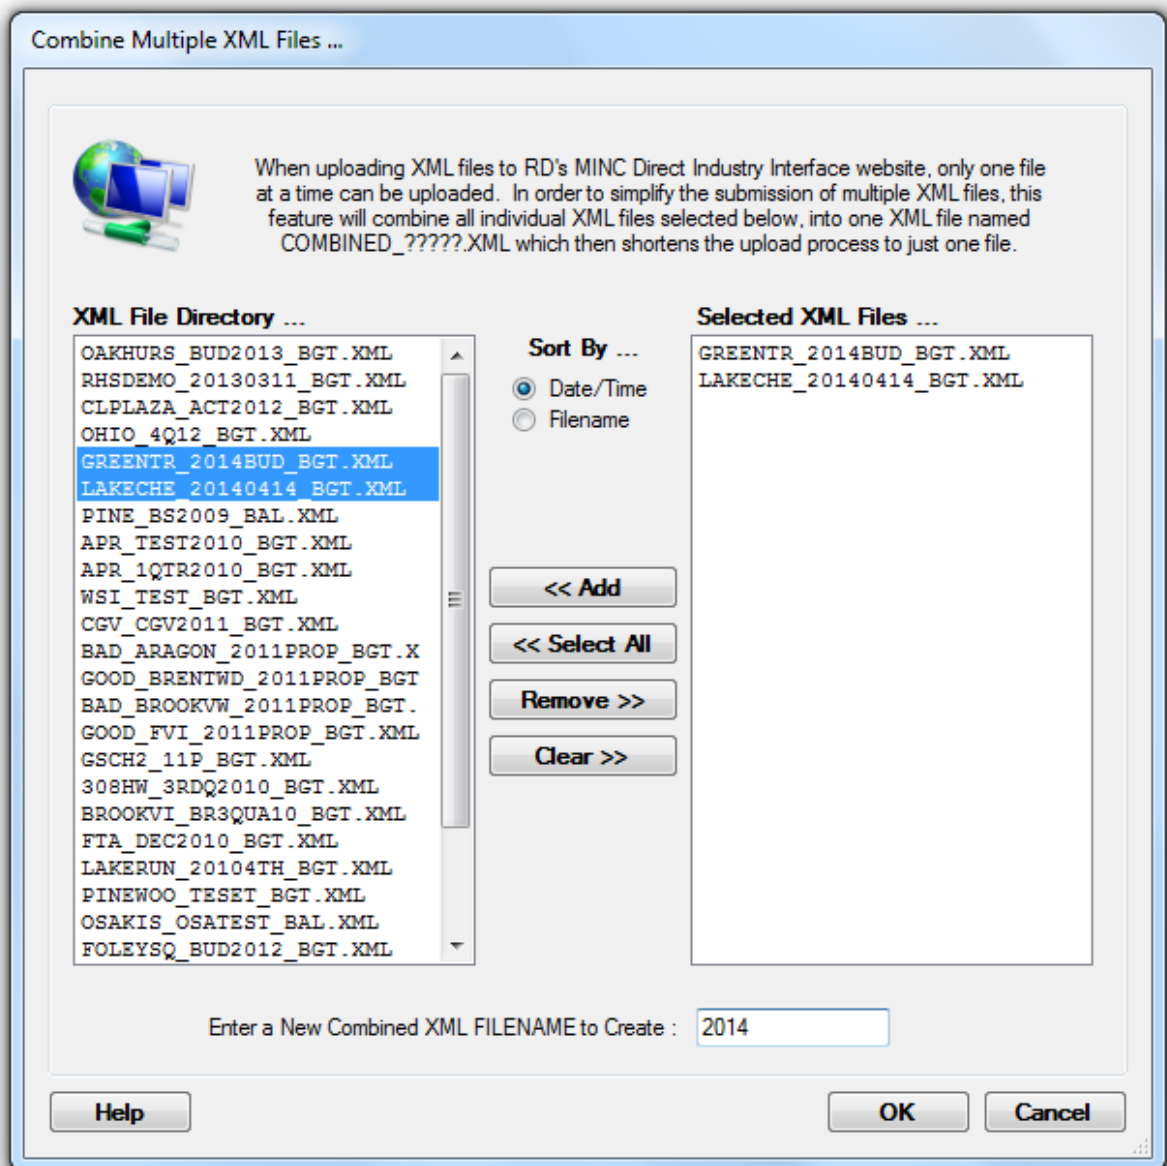 Combine Multiple XML Files ...
When uploading XML files to RD's MINC Direct Industry Interface website, only one file
at a time can be uploaded.  In order to simplify the submission of multiple XML files, this
feature will combine all individual XML files selected below, into one XML file named
COMBINED_?????.XML which then shortens the upload process to just one file.
XML File Directory ...
OAKHURS_BUD2013_BGT.XML
RHSDEMO_20130311_BGT.XML
CLPLAZA_ACT2012_BGT.XML
OHIO_4Q12_BGT.XML
GREENTR_2014BUD_BGT.XML
LAKECHE_20140414_BGT.XML
PINE_BS2009_BAL.XML
APR_TEST2010_BGT.XML
APR_1QTR2010_BGT.XML
WSI_TEST_BGT.XML
CGV_CGV2011_BGT.XML
BAD_ARAGON_2011PROP_BGT.X
GOOD_BRENTWD_2011PROP_BGT
BAD_BROOKVW_2011PROP_BGT.
GOOD_FVI_2011PROP_BGT.XML
GSCH2_11P_BGT.XML
308HW_3RDQ2010_BGT.XML
BROOKVI_BR3QUA10_BGT.XML
FTA_DEC2010_BGT.XML
LAKERUN_20104TH_BGT.XML
PINEWOO_TESET_BGT.XML
OSAKIS_OSATEST_BAL.XML
FOLEYSQ_BUD2012_BGT.XML
Sort By ...
Date/Time
Filename
<< Add
<< Select All
Remove >>
Clear >>
Selected XML Files ...
GREENTR_2014BUD_BGT.XML
LAKECHE_20140414_BGT.XML
Enter a New Combined XML FILENAME to Create : 2014
Help
OK
Cancel